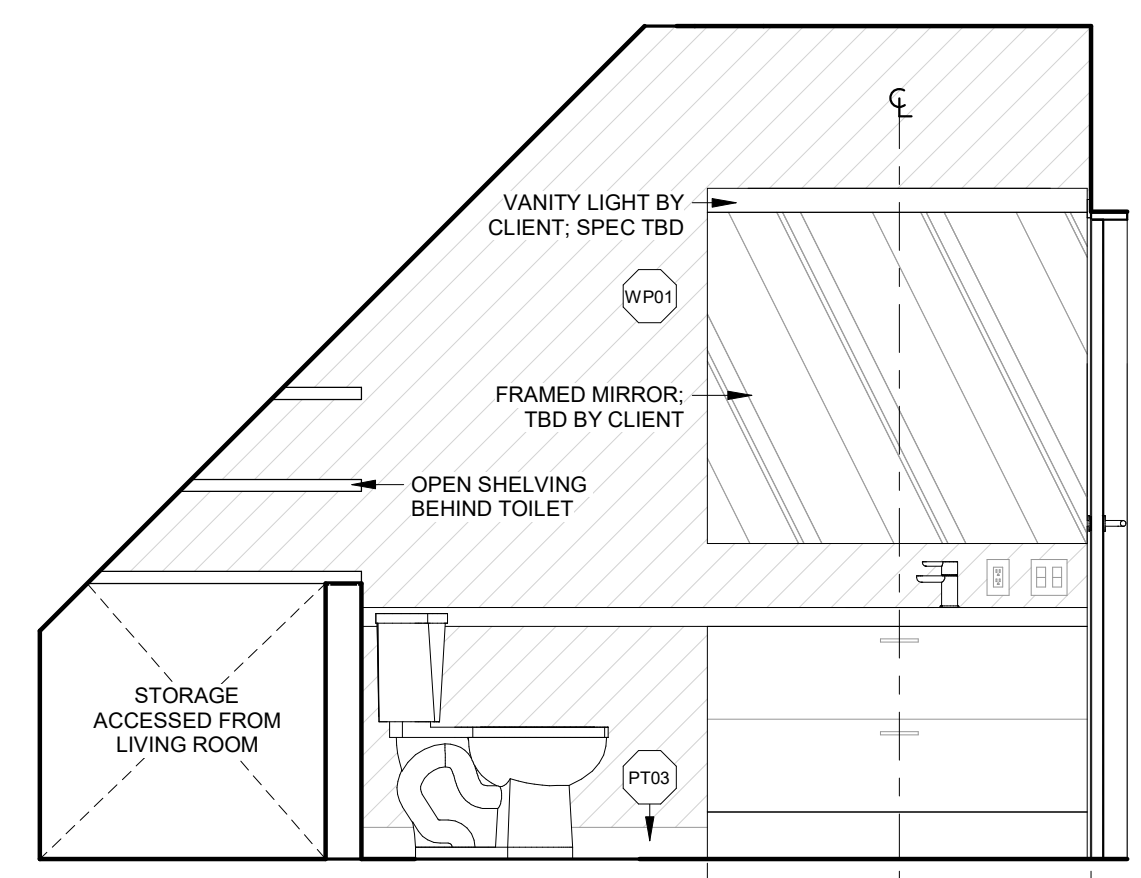 ℄
VANITY LIGHT BY
CLIENT; SPEC TBD
WP01
FRAMED MIRROR;
TBD BY CLIENT
OPEN SHELVING
BEHIND TOILET
STORAGE
ACCESSED FROM
LIVING ROOM
PT03